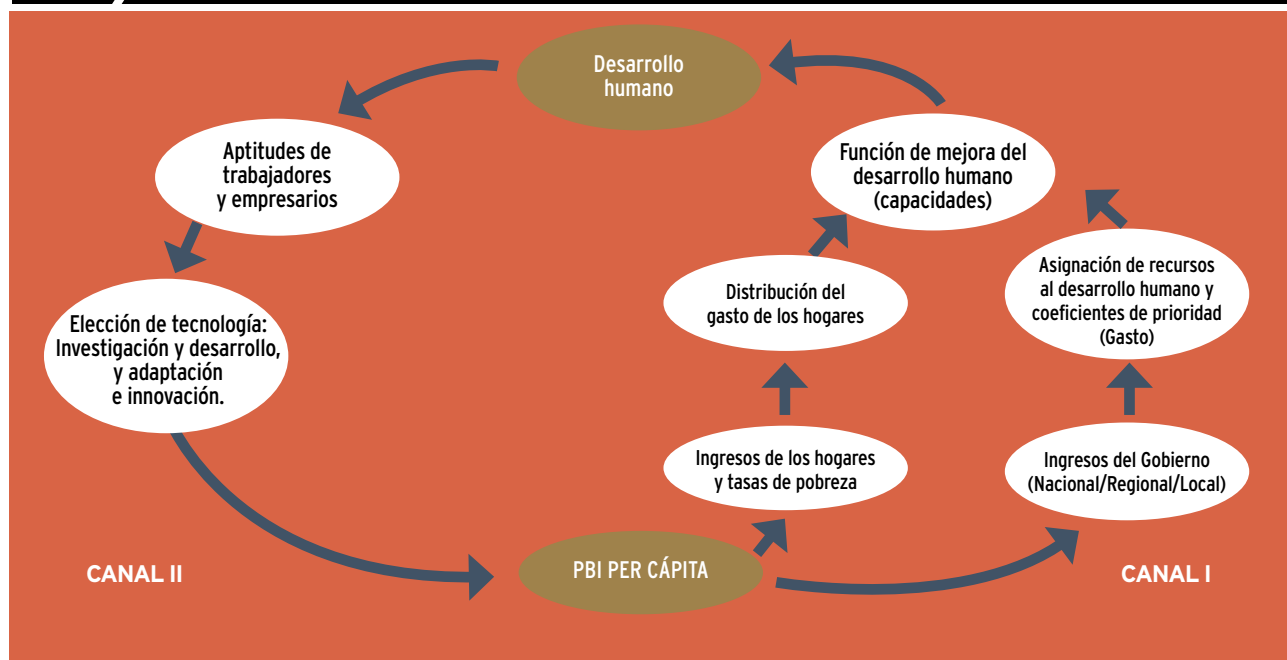 Desarrollo
humano
Aptitudes de
trabajadores
y empresarios
Función de mejora del
desarrollo humano
(capacidades)
Elección de tecnología:
Investigación y desarrollo,
y adaptación
e innovación.
Distribución del
gasto de los hogares
Asignación de recursos
al desarrollo humano y
coeficientes de prioridad
(Gasto)
Ingresos de los hogares
y tasas de pobreza
Ingresos del Gobierno
(Nacional/Regional/Local)
CANAL II
PBI PER CÁPITA
CANAL I